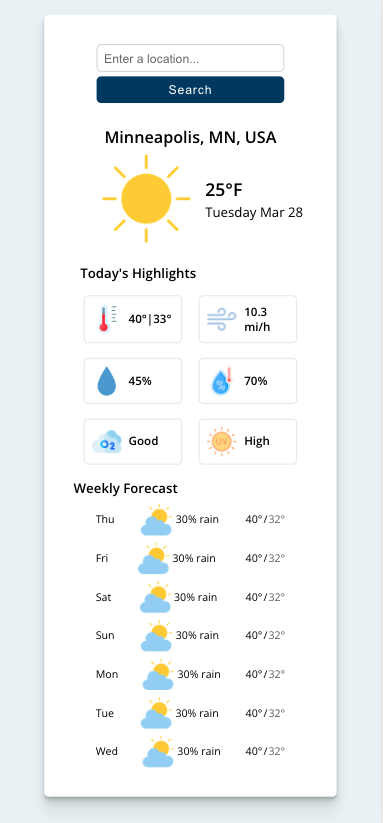 Enter a location...
Search
Minneapolis, MN, USA
25°F
Tuesday Mar 28
Today's Highlights
40°|33°
10.3
mi/h
45%
%
70%
O2
Good
UV
High
Weekly Forecast
Thu 30% rain 40°/32°
Fri 30% rain 40°/32°
Sat 30% rain 40°/32°
Sun 30% rain 40°/32°
Mon 30% rain 40°/32°
Tue 30% rain 40°/32°
Wed 30% rain 40°/32°